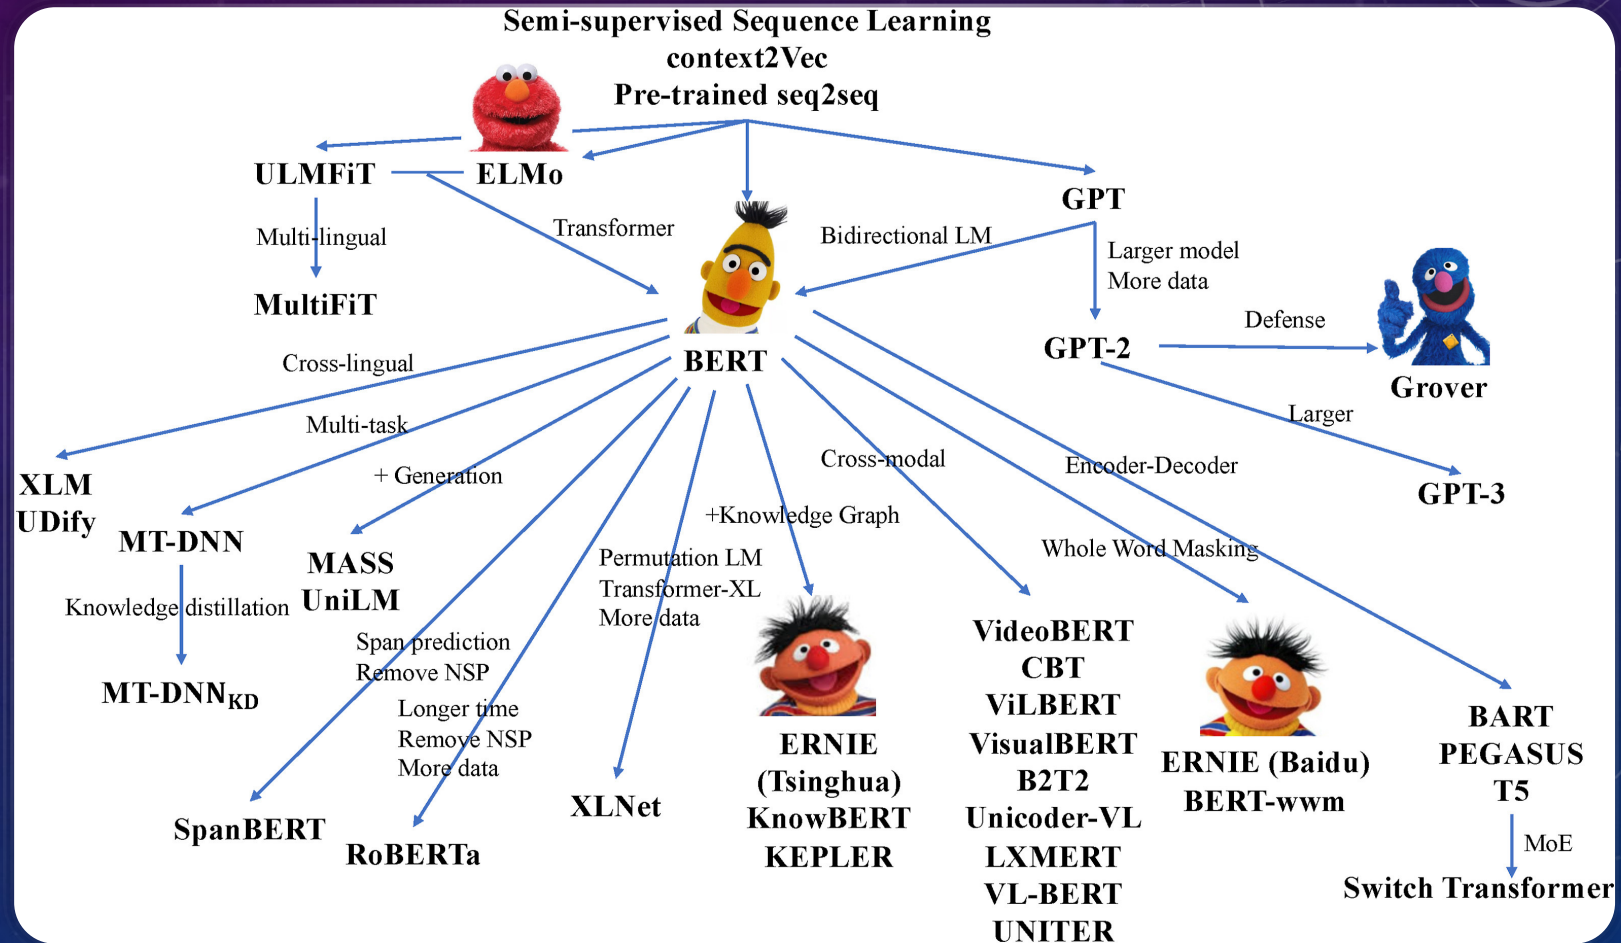 Semi-supervised Sequence Learning
context2Vec
Pre-trained seq2seq
ULMFiT
ELMo
GPT
Multi-lingual
Transformer
Bidirectional LM
Larger model
More data
MultiFiT
BERT
GPT-2
Defense
Grover
Cross-lingual
Multi-task
+ Generation
Cross-modal
Encoder-Decoder
Larger
GPT-3
XLM
UDify
MT-DNN
MASS
UniLM
+Knowledge Graph
Whole Word Masking
Permutation LM
Transformer-XL
More data
Knowledge distillation
Span prediction
Remove NSP
MT-DNN_KD
Longer time
Remove NSP
More data
SpanBERT
RoBERTa
XLNet
ERNIE
(Tsinghua)
KnowBERT
KEPLER
VideoBERT
CBT
ViLBERT
VisualBERT
B2T2
Unicoder-VL
LXMERT
VL-BERT
UNITER
ERNIE (Baidu)
BERT-wwm
BART
PEGASUS
T5
MoE
Switch Transformer